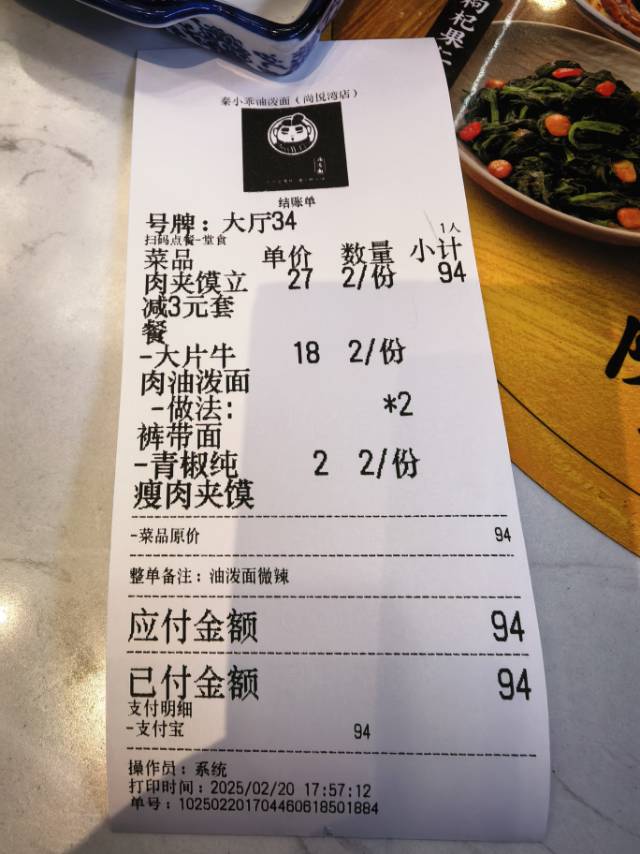 枸杞果仁
秦小乖油泼面（尚悦湾店）
结账单
号牌：大厅34
1人
扫码点餐-堂食
菜品 单价 数量 小计
肉夹馍立 27 2/份 94
减3元套
餐
-大片牛 18 2/份
肉油泼面
-做法: *2
裤带面
-青椒纯 2 2/份
瘦肉夹馍
-菜品原价 94
整单备注：油泼面微辣
应付金额 94
已付金额 94
支付明细
-支付宝 94
操作员：系统
打印时间：2025/02/20 17:57:12
单号：102502201704460618501884